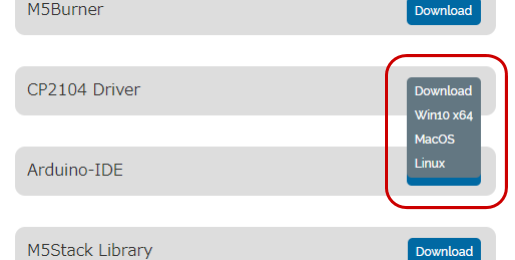 M5Burner
Download
CP2104 Driver
Download
Win10 x64
MacOS
Linux
Arduino-IDE
M5Stack Library
Download